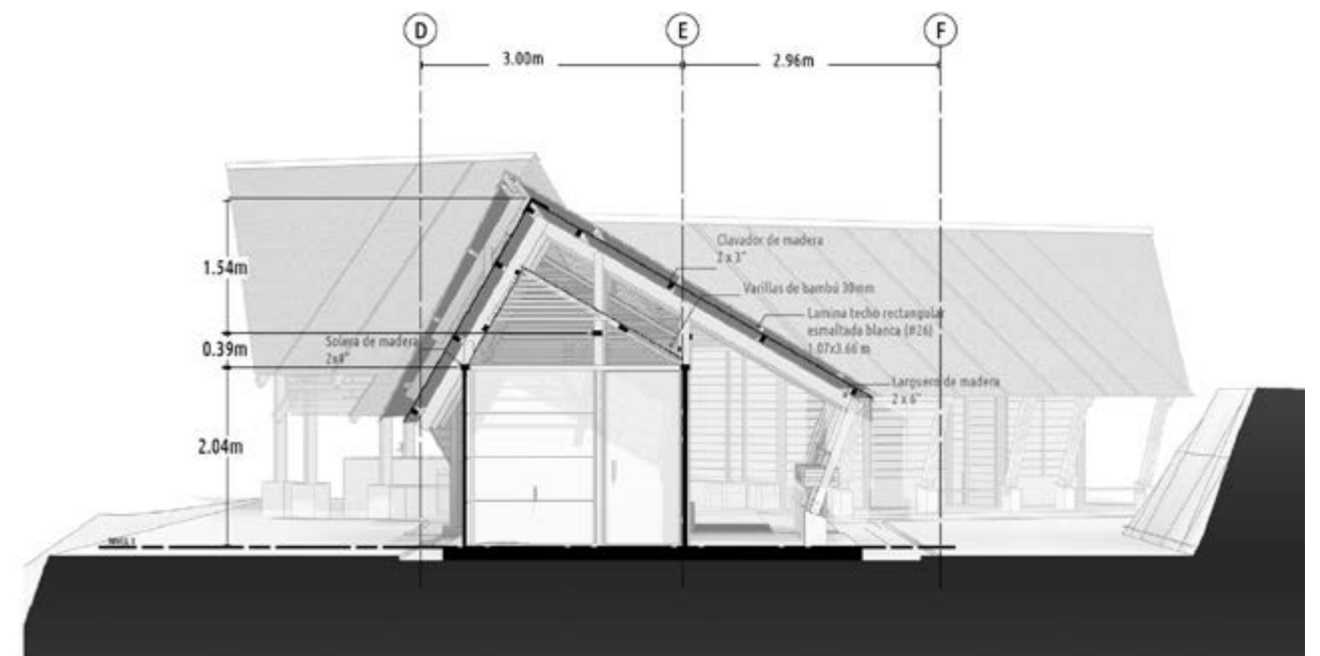 D
E
F
3.00m
2.96m
Clavador de madera
2 x 3"
1.54m
Varillas de bambú 30mm
Lamina techo rectangular
esmaltada blanca (#26)
1.07x3.66 m
Solera de madera
2x4"
0.39m
Larguero de madera
2 x 6"
2.04m